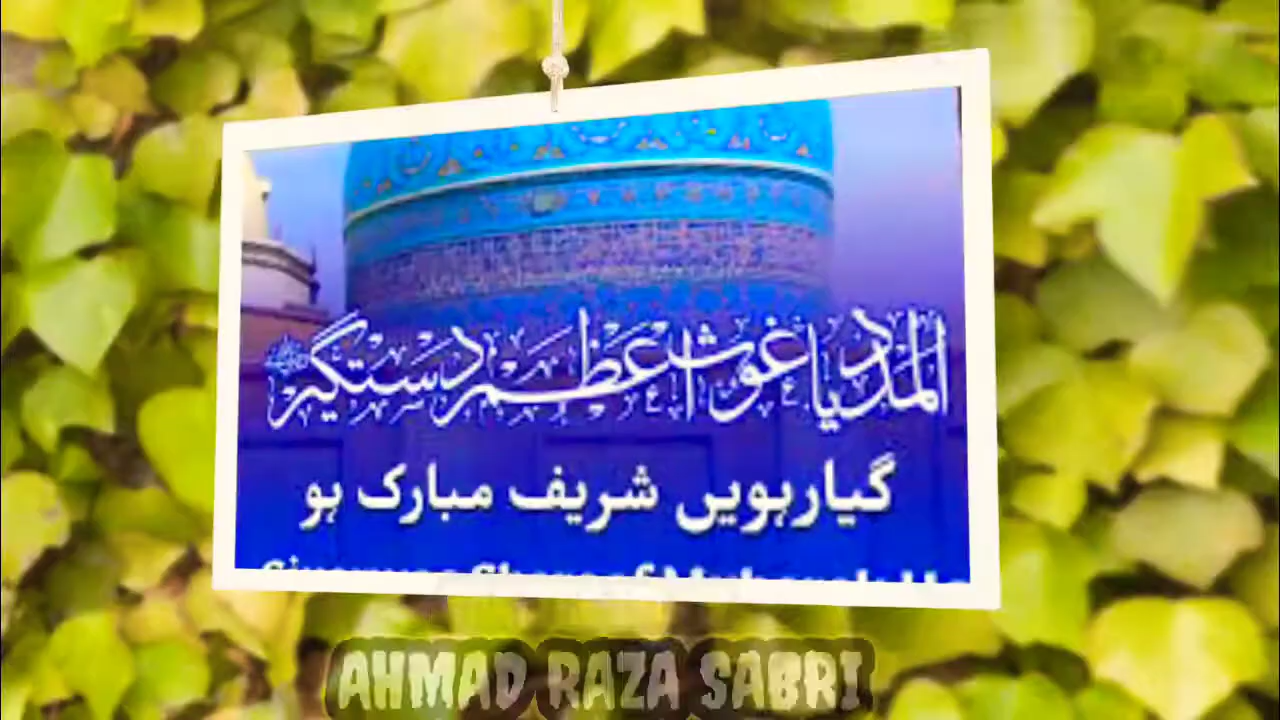 المدد یا غوث اعظم دستگیر
گیارہویں شریف مبارک ہو
AHMAD RAZA SABRI